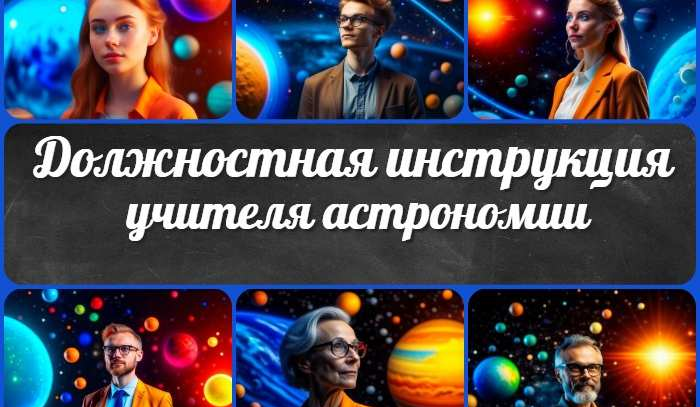 Должностная инструкция
учителя астрономии